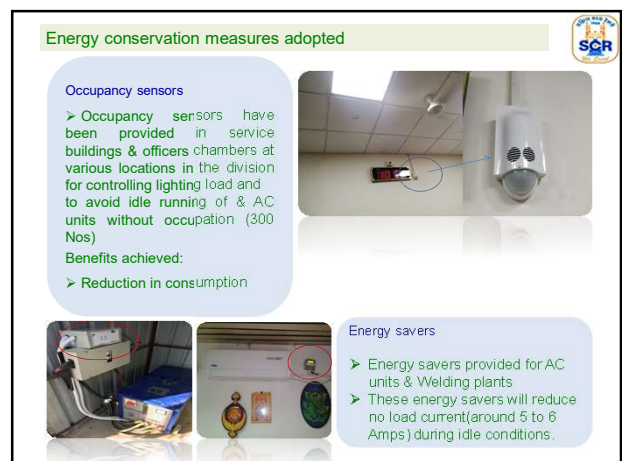 Energy conservation measures adopted
SCR
Occupancy sensors
➢ Occupancy sensors have
been provided in service
buildings & officers chambers at
various locations in the division
for controlling lighting load and
to avoid idle running of & AC
units without occupation (300
Nos)
Benefits achieved:
➢ Reduction in consumption
Energy savers
➢ Energy savers provided for AC
units & Welding plants
➢ These energy savers will reduce
no load current(around 5 to 6
Amps) during idle conditions.